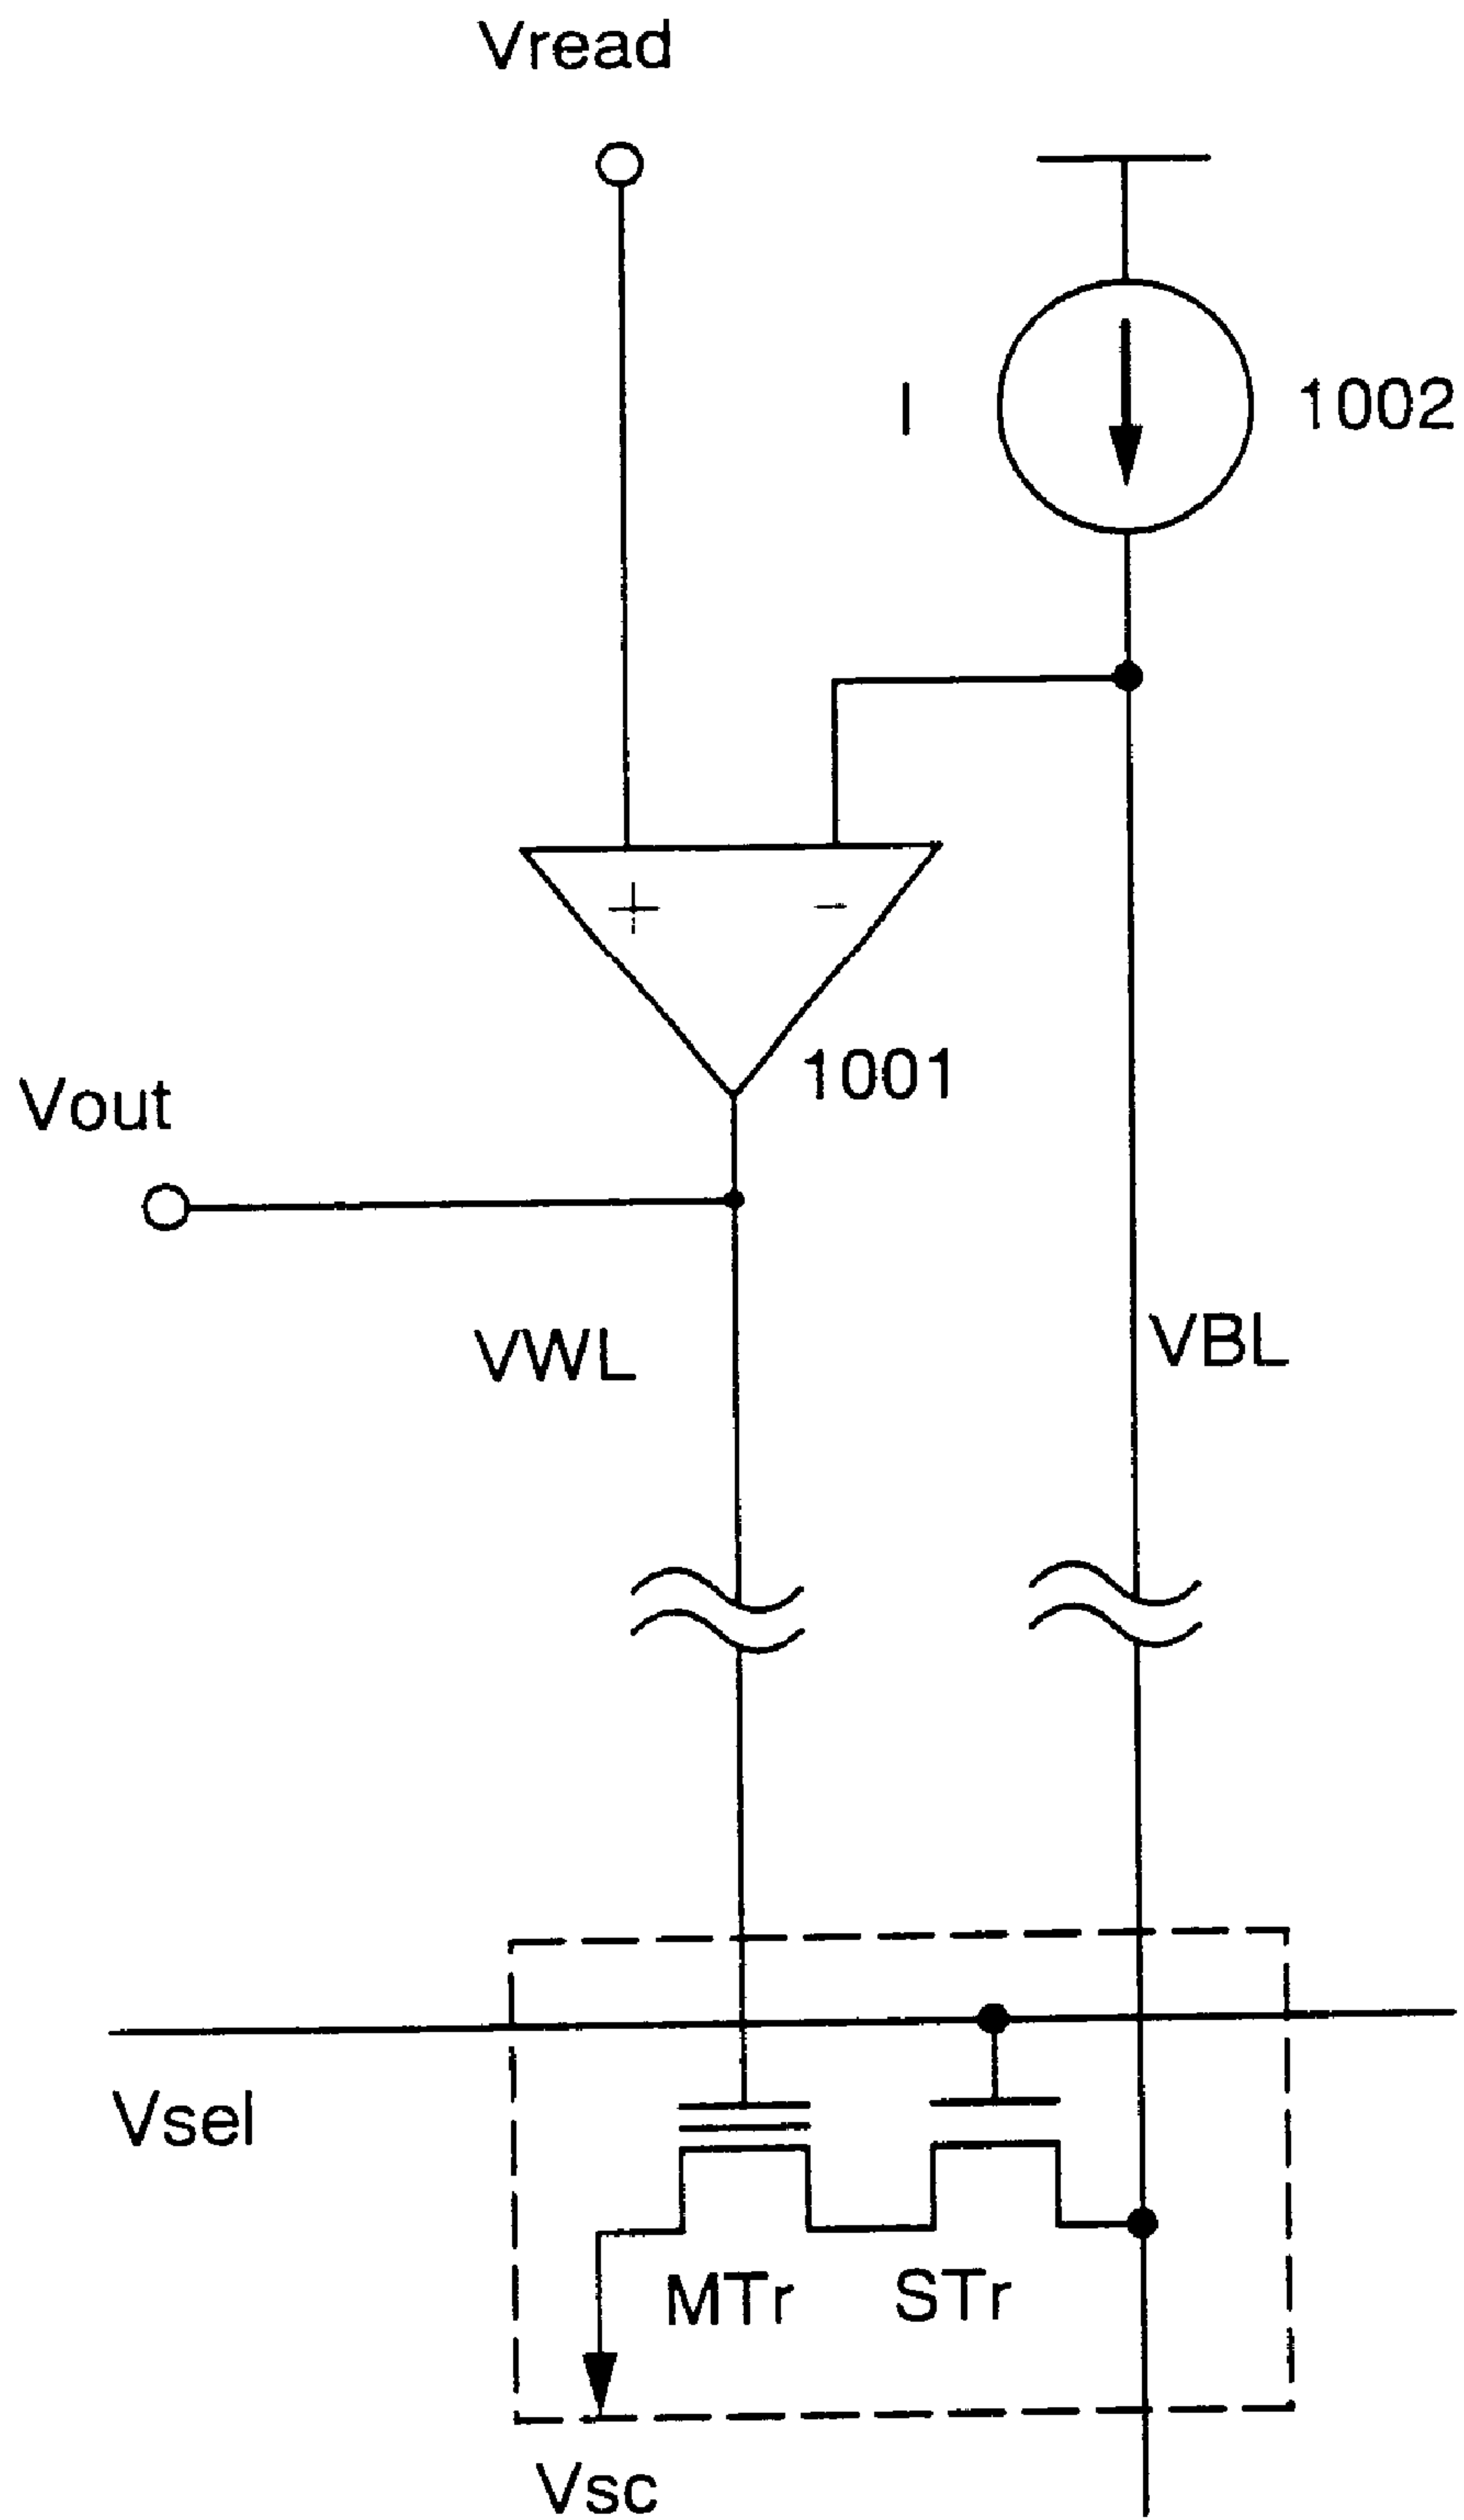 Vread
I
1002
+
-
1001
Vout
VWL
VBL
Vsel
MTr
STr
Vsc